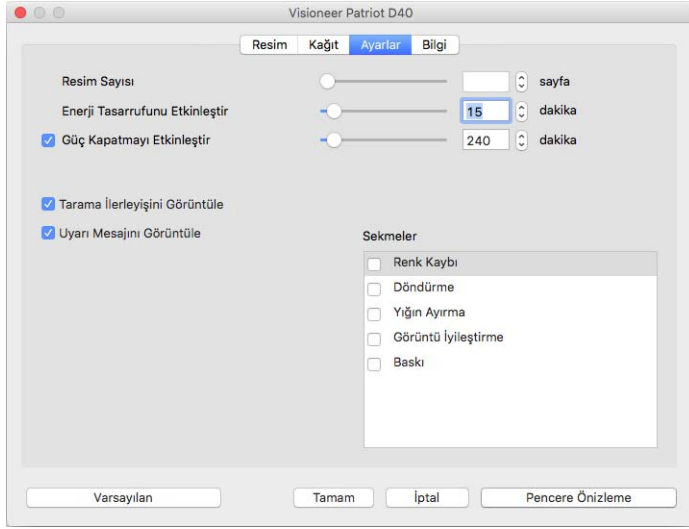 Visioneer Patriot D40
Resim Kağıt Ayarlar Bilgi
Resim Sayısı sayfa
Enerji Tasarrufunu Etkinleştir 15 dakika
Güç Kapatmayı Etkinleştir 240 dakika
Tarama İlerleyişini Görüntüle
Uyarı Mesajını Görüntüle
Sekmeler
Renk Kaybı
Döndürme
Yığın Ayırma
Görüntü İyileştirme
Baskı
Varsayılan Tamam İptal Pencere Önizleme